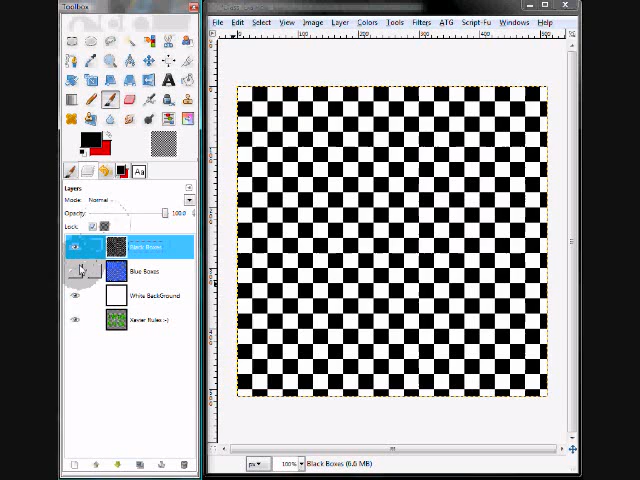 Toolbox
File Edit Select View Image Layer Colors Tools Filters ATG Script-Fu Windows Help
Aa
Layers
Mode: Normal
Opacity: 100.0
Lock:
Black Boxes
Blue Boxes
White BackGround
Xavier Rules :-)
px 100% Black Boxes (6.6 MB)